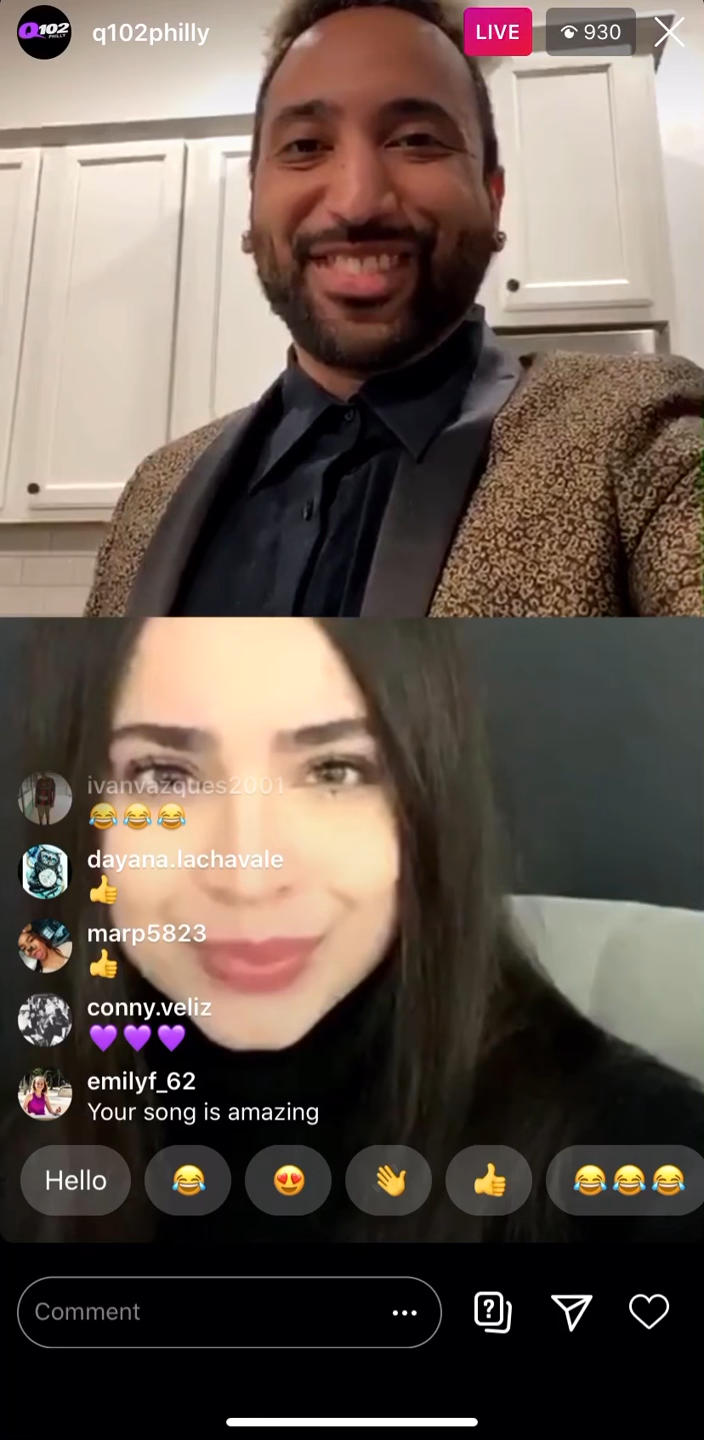 Q102
PHILLY
q102philly
LIVE
930
ivanvazques2001
😂😂😂
dayana.lachavale
👍
marp5823
👍
conny.veliz
💜💜💜
emilyf_62
Your song is amazing
Hello 😂 😍 👋 👍 😂😂😂
Comment